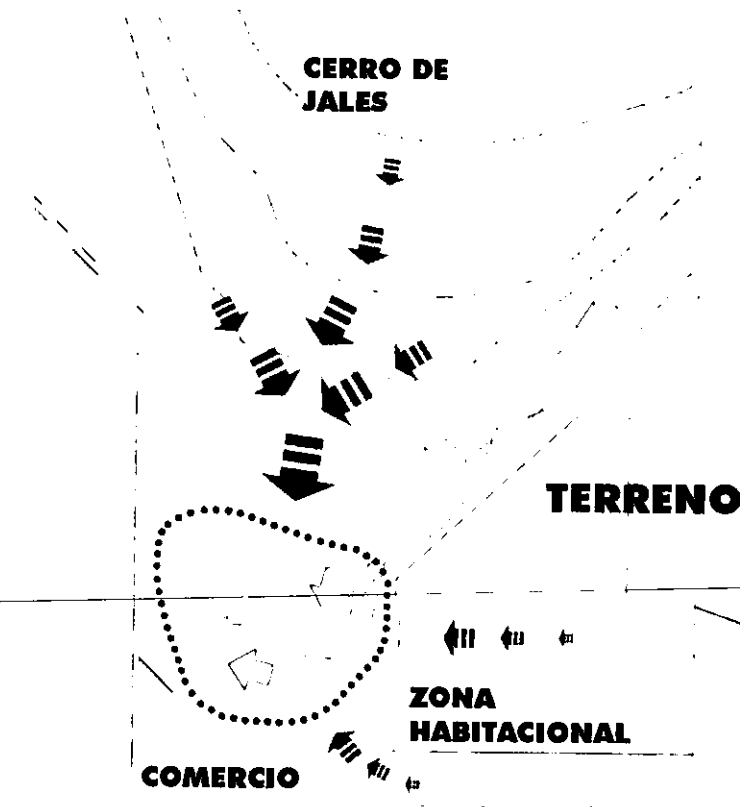 CERRO DE
JALES
TERRENO
ZONA
HABITACIONAL
COMERCIO